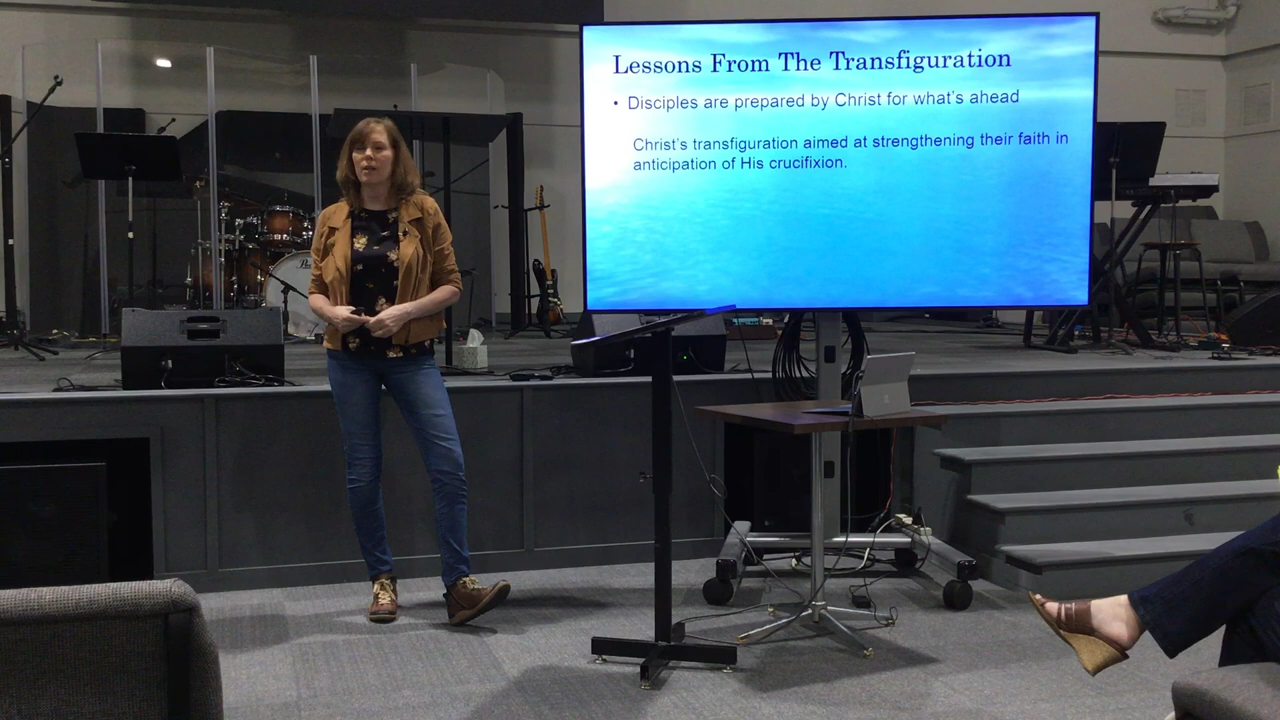 Lessons From The Transfiguration
• Disciples are prepared by Christ for what's ahead
Christ's transfiguration aimed at strengthening their faith in
anticipation of His crucifixion.